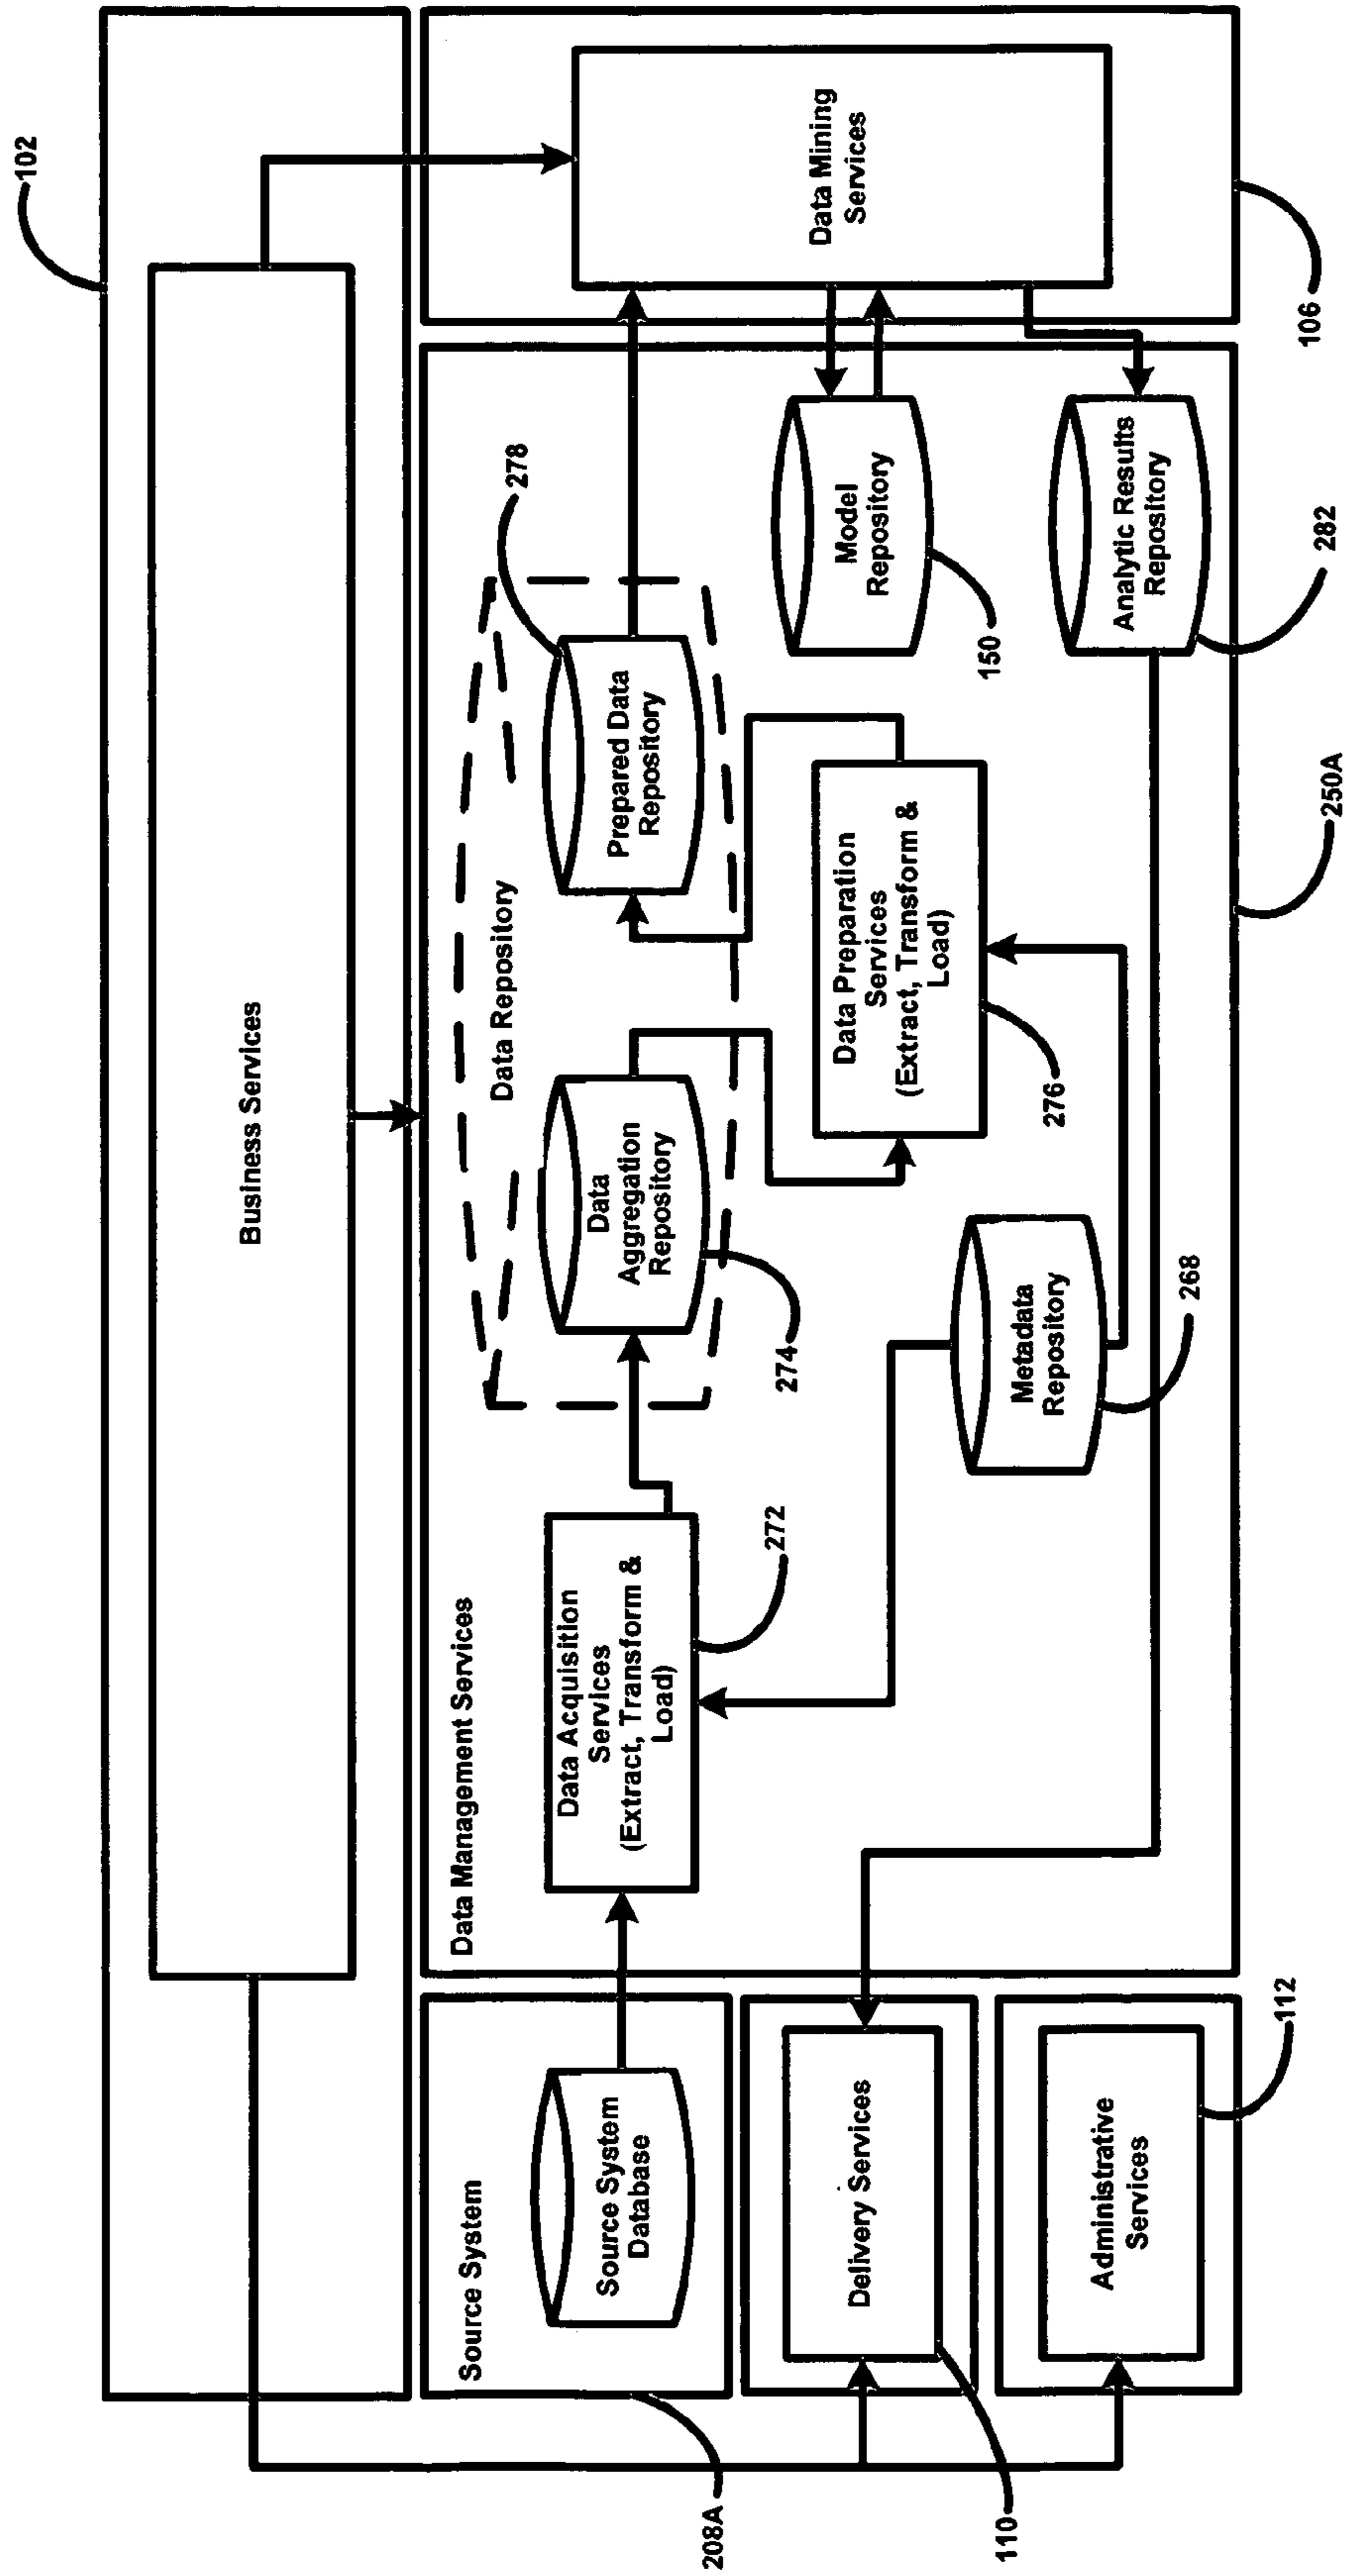 102
Business Services
Source System
Source System
Database
208A
Delivery Services
110
Administrative
Services
112
Data Management Services
Data Acquisition
Services
(Extract, Transform &
Load)
272
Data Repository
Data
Aggregation
Repository
274
Prepared Data
Repository
278
Data Preparation
Services
(Extract, Transform &
Load)
276
Metadata
Repository
268
Model
Repository
150
Analytic Results
Repository
282
250A
Data Mining
Services
106